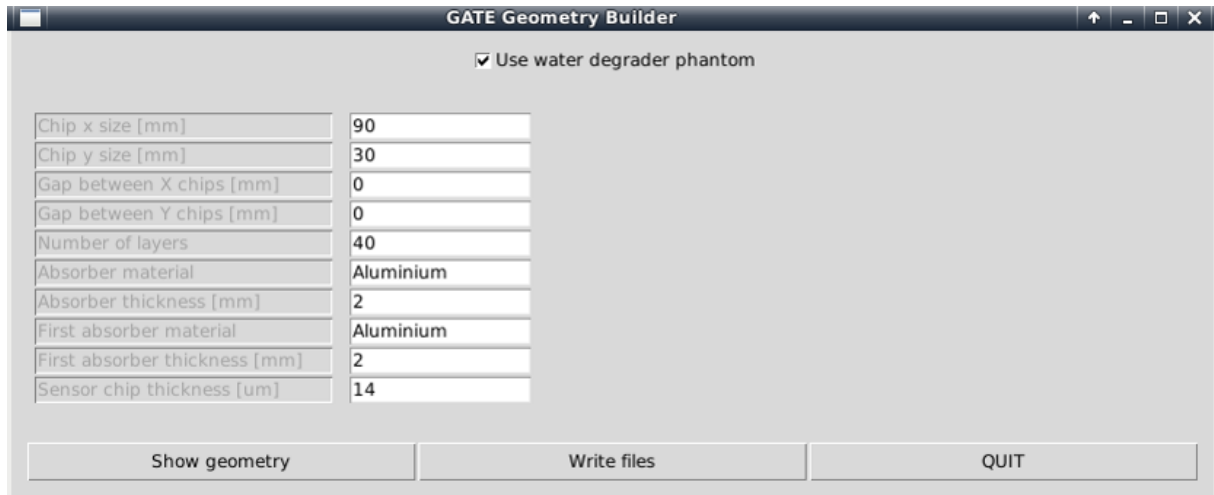 GATE Geometry Builder
Use water degrader phantom
Chip x size [mm] 90
Chip y size [mm] 30
Gap between X chips [mm] 0
Gap between Y chips [mm] 0
Number of layers 40
Absorber material Aluminium
Absorber thickness [mm] 2
First absorber material Aluminium
First absorber thickness [mm] 2
Sensor chip thickness [um] 14
Show geometry Write files QUIT